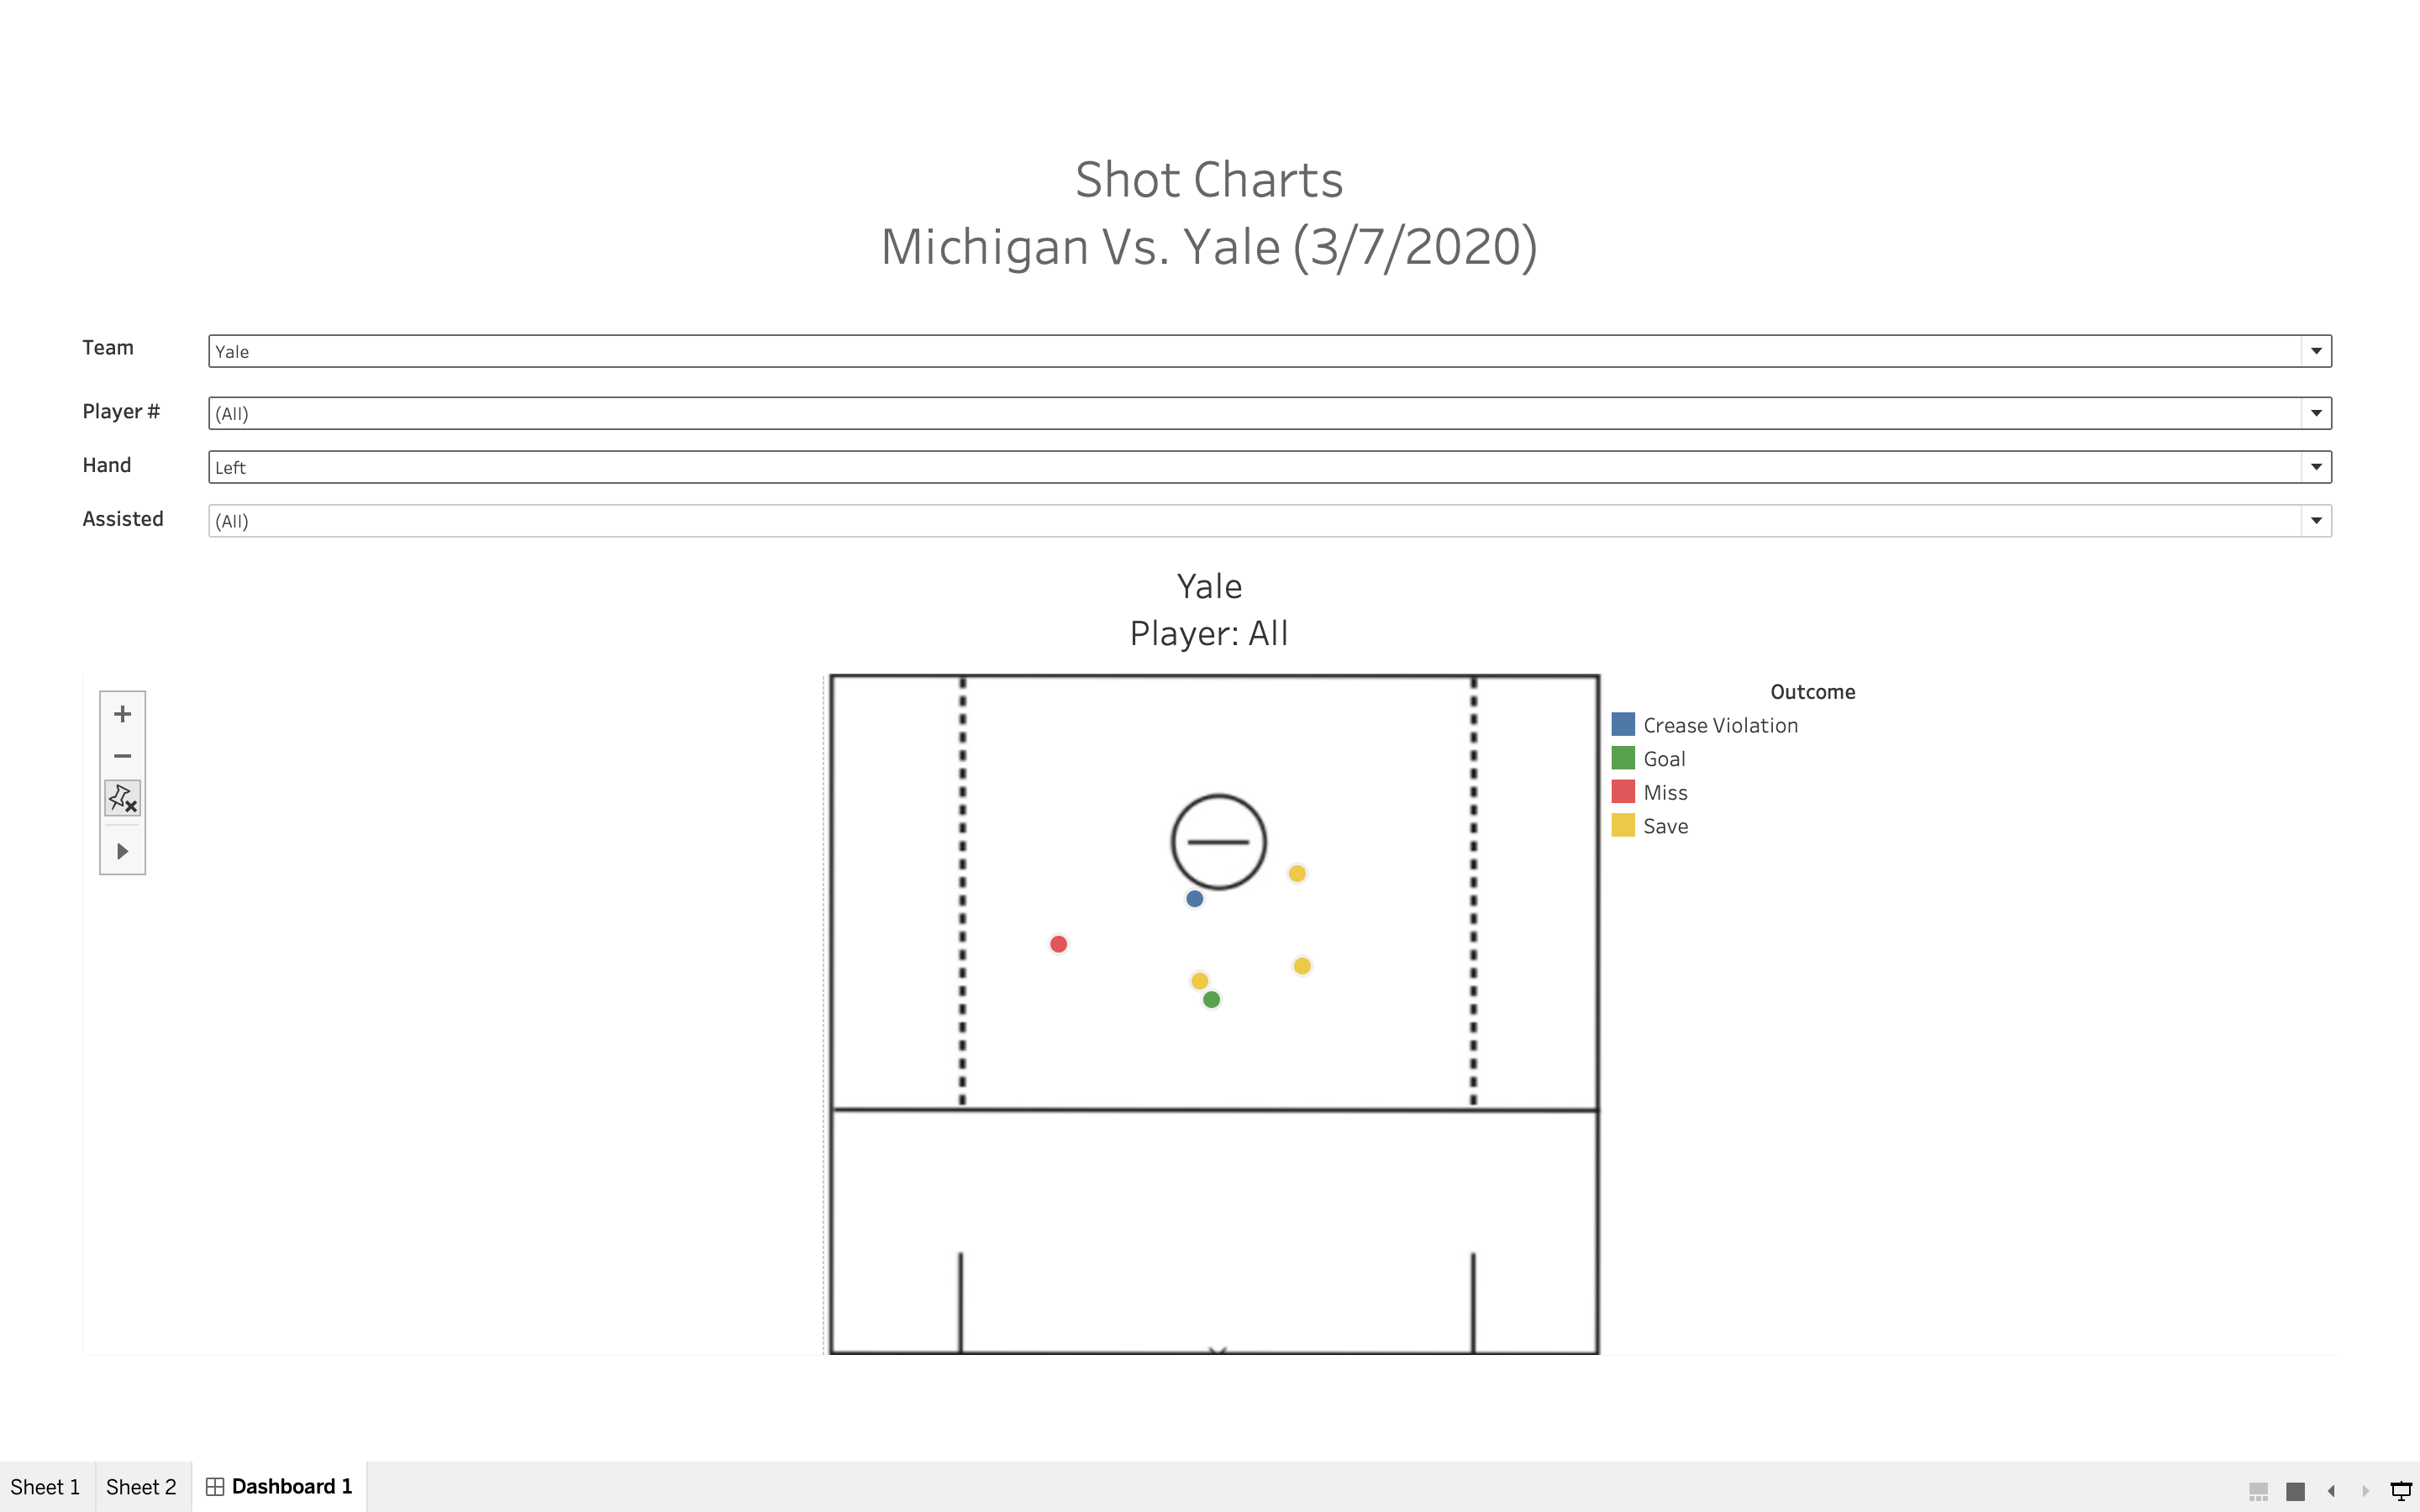 Shot Charts
Michigan Vs. Yale (3/7/2020)
Team
Yale
Player #
(All)
Hand
Left
Assisted
(All)
Yale
Player: All
Outcome
Crease Violation
Goal
Miss
Save
Sheet 1
Sheet 2
Dashboard 1